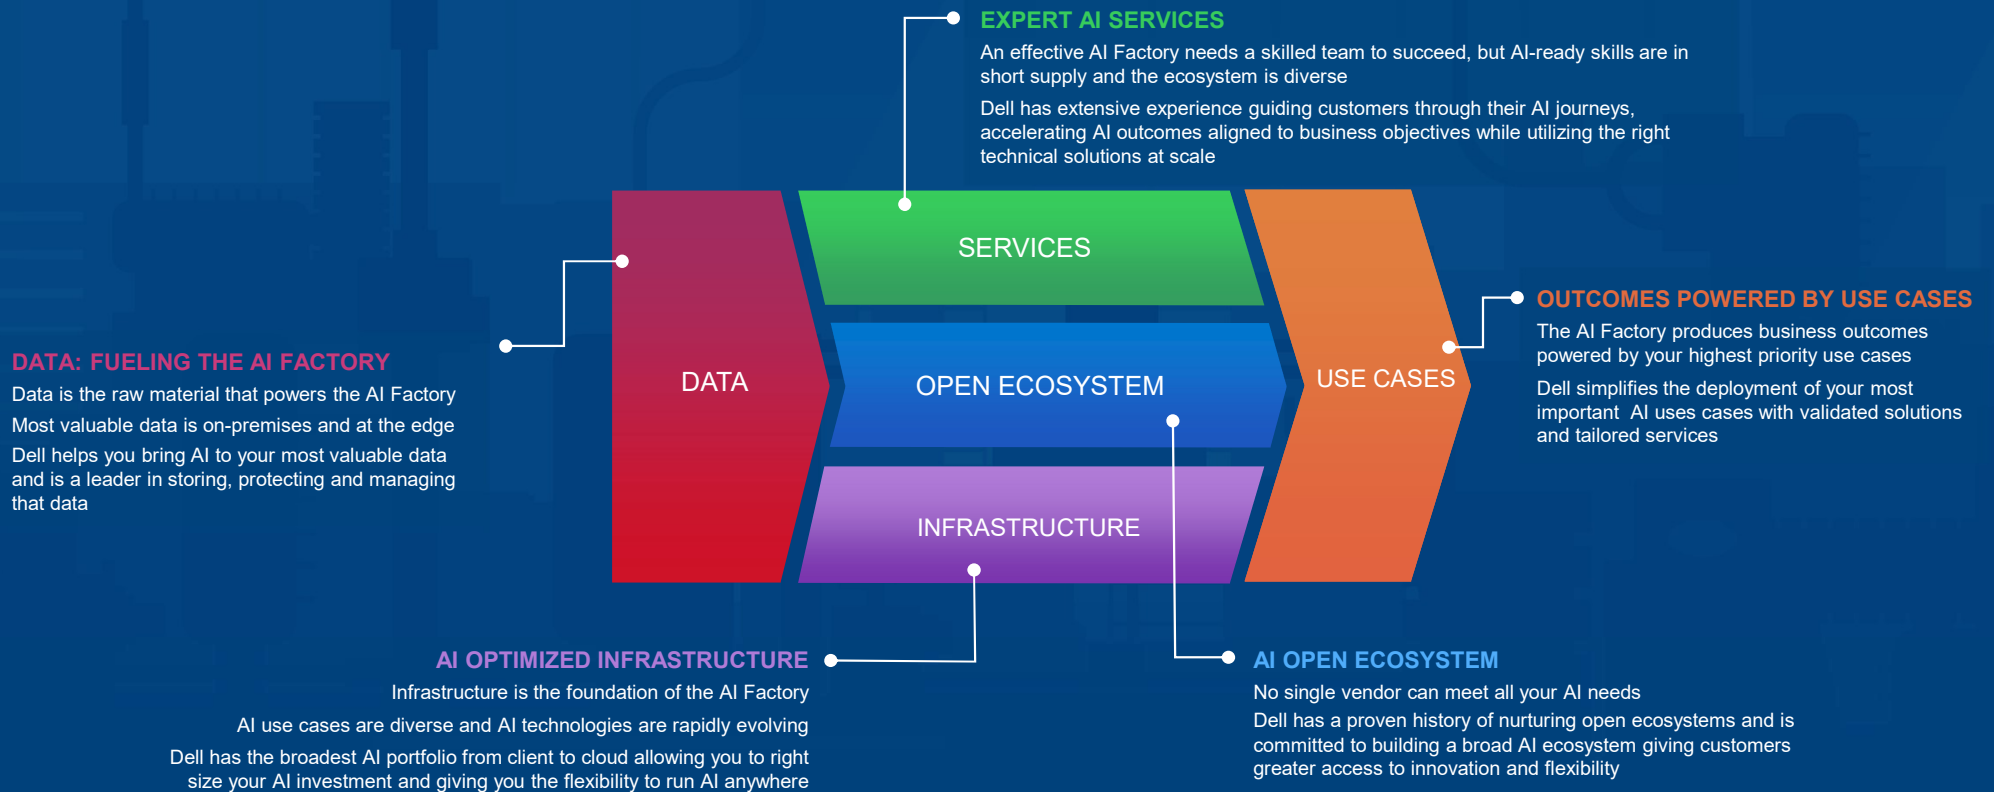 EXPERT AI SERVICES
An effective AI Factory needs a skilled team to succeed, but AI-ready skills are in
short supply and the ecosystem is diverse
Dell has extensive experience guiding customers through their AI journeys,
accelerating AI outcomes aligned to business objectives while utilizing the right
technical solutions at scale
DATA: FUELING THE AI FACTORY
Data is the raw material that powers the AI Factory
Most valuable data is on-premises and at the edge
Dell helps you bring AI to your most valuable data
and is a leader in storing, protecting and managing
that data
DATA
SERVICES
OPEN ECOSYSTEM
INFRASTRUCTURE
USE CASES
OUTCOMES POWERED BY USE CASES
The AI Factory produces business outcomes
powered by your highest priority use cases
Dell simplifies the deployment of your most
important AI uses cases with validated solutions
and tailored services
AI OPTIMIZED INFRASTRUCTURE
Infrastructure is the foundation of the AI Factory
AI use cases are diverse and AI technologies are rapidly evolving
Dell has the broadest AI portfolio from client to cloud allowing you to right
size your AI investment and giving you the flexibility to run AI anywhere
AI OPEN ECOSYSTEM
No single vendor can meet all your AI needs
Dell has a proven history of nurturing open ecosystems and is
committed to building a broad AI ecosystem giving customers
greater access to innovation and flexibility